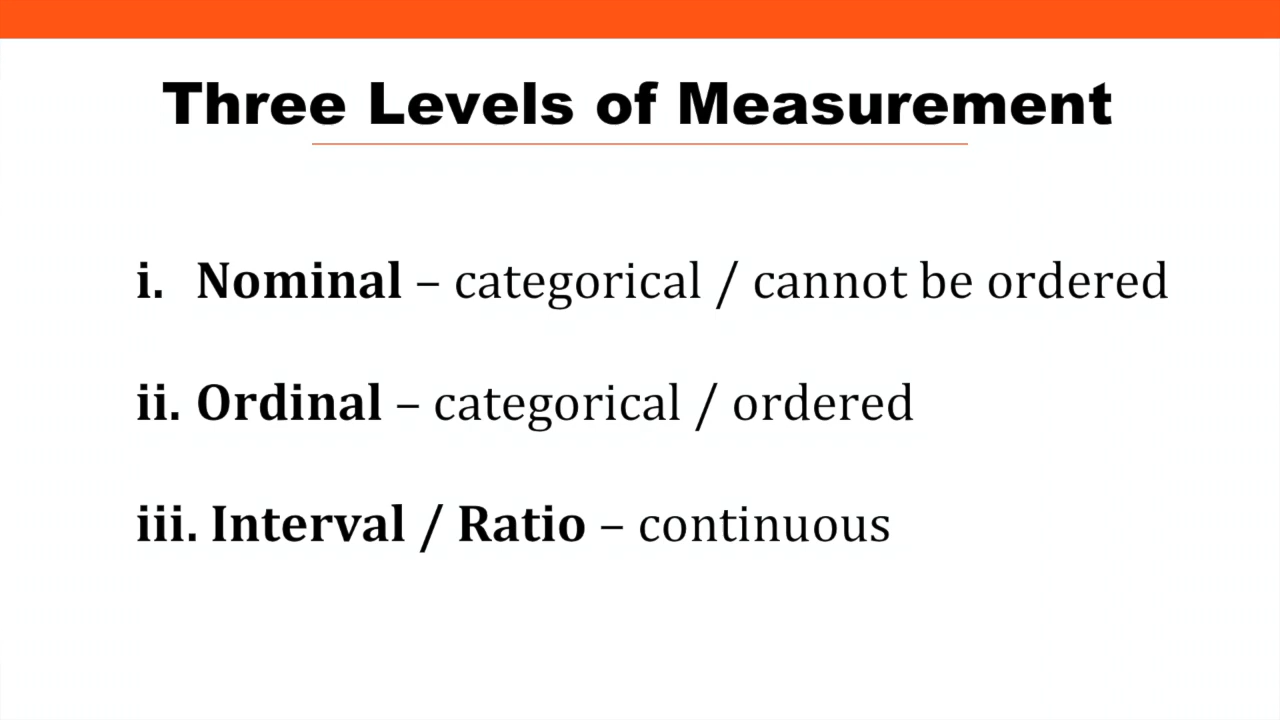 Three Levels of Measurement
i. Nominal – categorical / cannot be ordered
ii. Ordinal – categorical / ordered
iii. Interval / Ratio – continuous